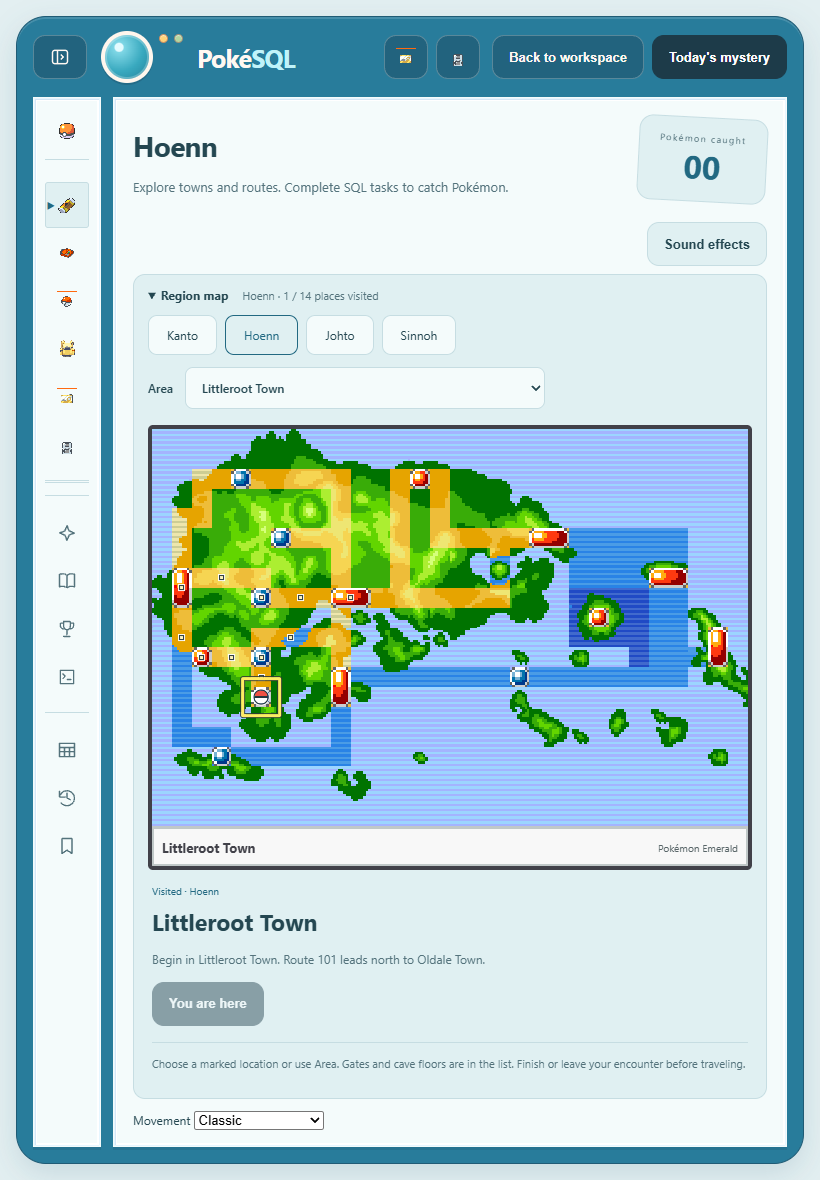 PokéSQL
Back to workspace
Today's mystery
Hoenn
Explore towns and routes. Complete SQL tasks to catch Pokémon.
Pokémon caught
00
Sound effects
Region map
Hoenn · 1 / 14 places visited
Kanto
Hoenn
Johto
Sinnoh
Area
Littleroot Town
Littleroot Town
Pokémon Emerald
Visited · Hoenn
Littleroot Town
Begin in Littleroot Town. Route 101 leads north to Oldale Town.
You are here
Choose a marked location or use Area. Gates and cave floors are in the list. Finish or leave your encounter before traveling.
Movement
Classic